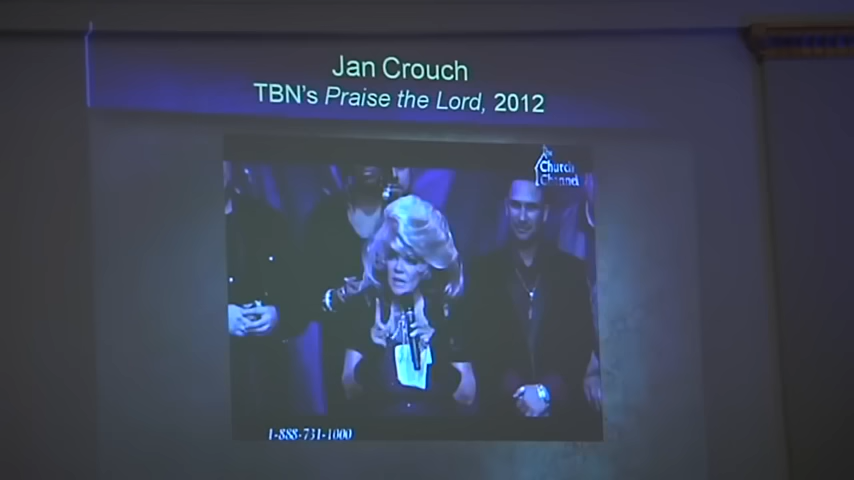 Jan Crouch
TBN's Praise the Lord, 2012
The
Church
Channel
1-888-731-1000